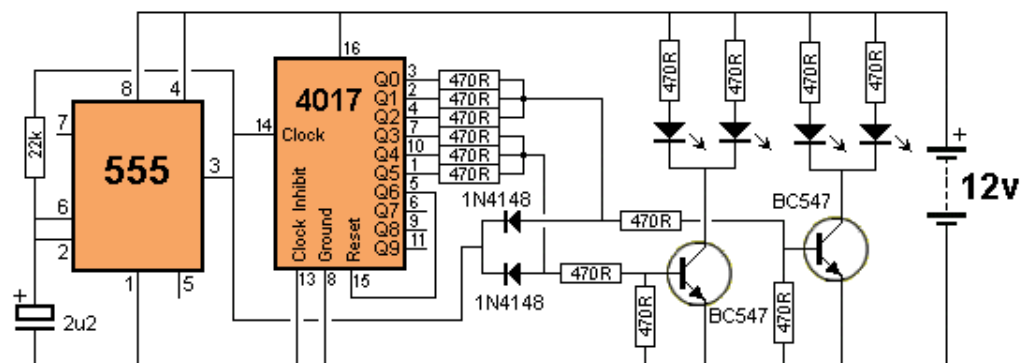 22k
8
4
7
555
3
6
2
1
5
+
2u2
16
4017
14
Clock
Clock Inhibit
Ground
Reset
13
8
15
Q0
Q1
Q2
Q3
Q4
Q5
Q6
Q7
Q8
Q9
3
2
4
7
10
1
5
6
9
11
470R
470R
470R
470R
470R
470R
1N4148
1N4148
470R
470R
470R
470R
470R
470R
470R
470R
BC547
BC547
+
12v